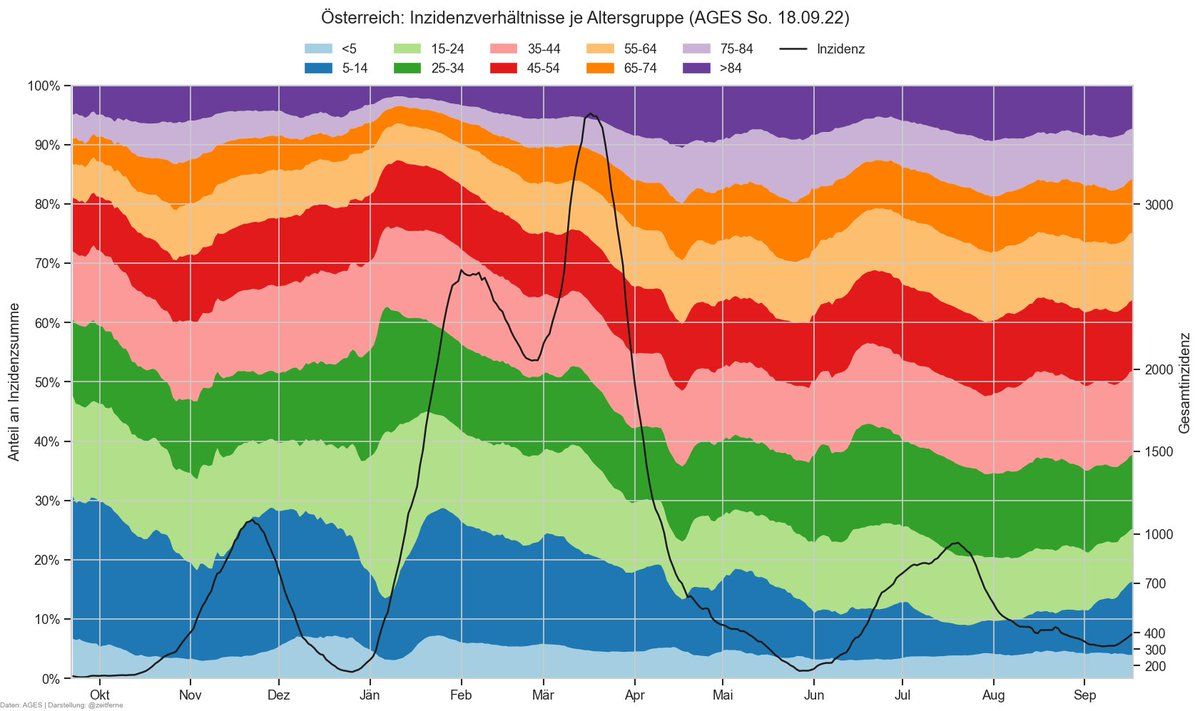 Österreich: Inzidenzverhältnisse je Altersgruppe (AGES So. 18.09.22)
<5 15-24 35-44 55-64 75-84 Inzidenz
5-14 25-34 45-54 65-74 >84
100%
90%
80%
70%
60%
50%
40%
30%
20%
10%
0%
Anteil an Inzidenzsumme
3000
2000
1500
1000
700
400
300
200
Gesamtinzidenz
Okt Nov Dez Jän Feb Mär Apr Mai Jun Jul Aug Sep
Daten: AGES | Darstellung: @zeitferne